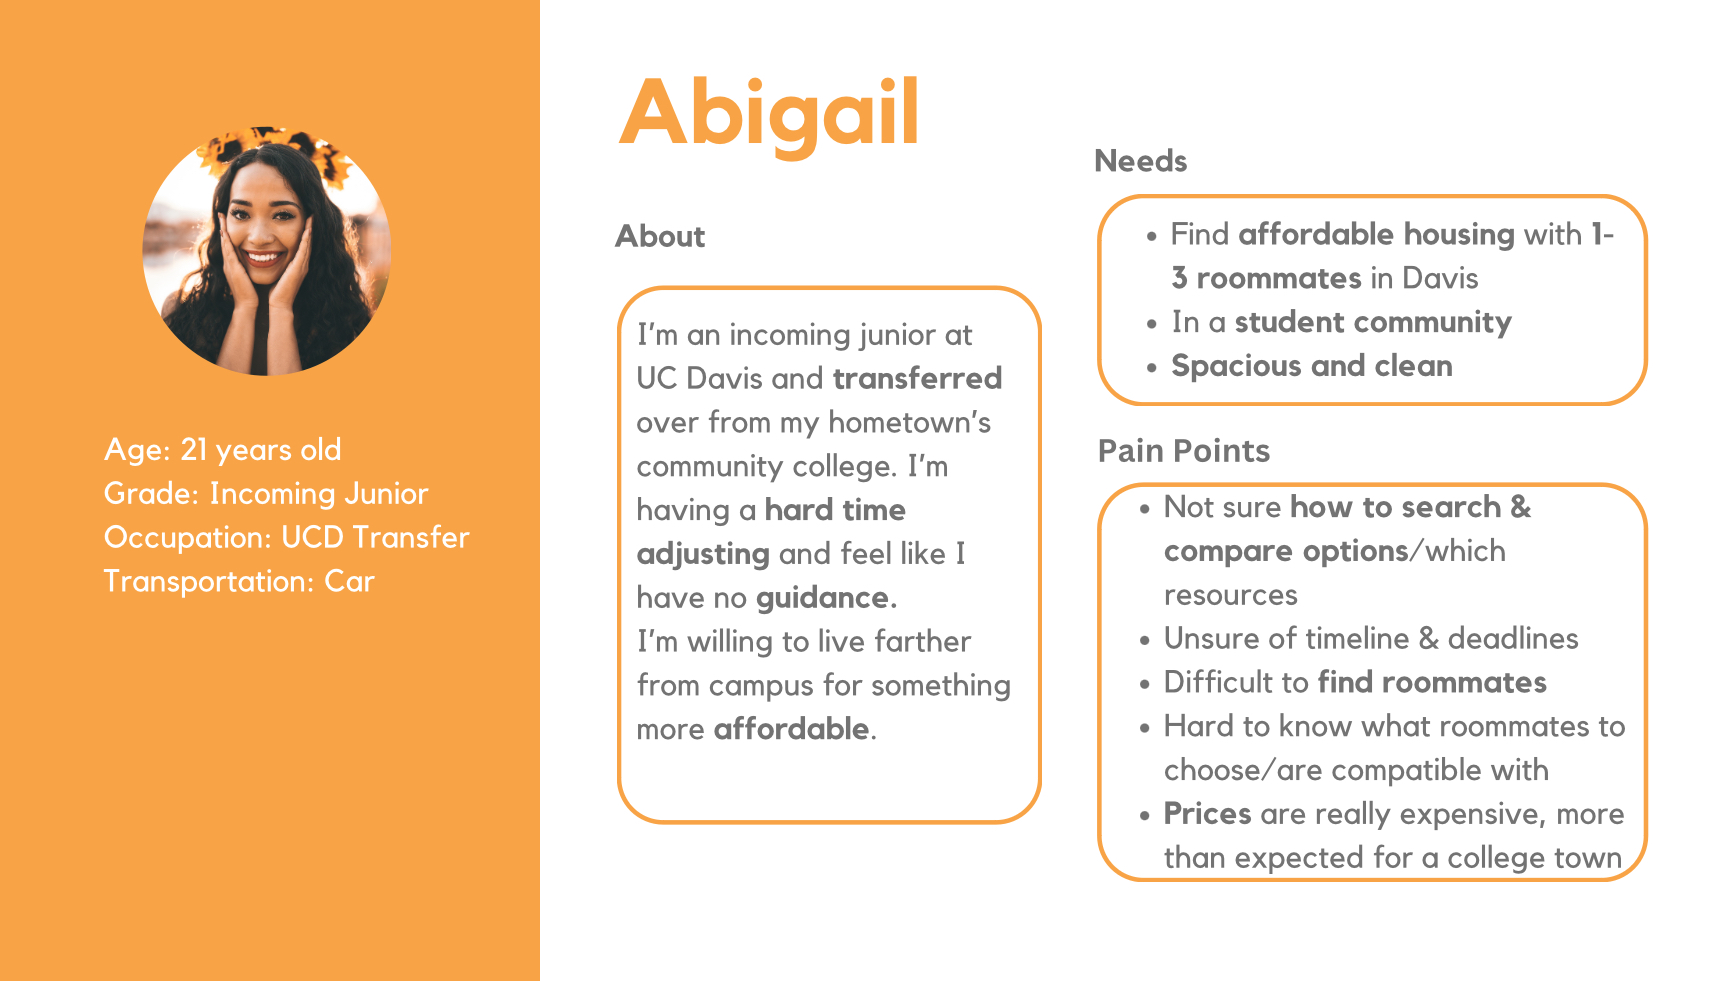 Abigail
Age: 21 years old
Grade: Incoming Junior
Occupation: UCD Transfer
Transportation: Car
About
I'm an incoming junior at
UC Davis and transferred
over from my hometown's
community college. I'm
having a hard time
adjusting and feel like I
have no guidance.
I'm willing to live farther
from campus for something
more affordable.
Needs
• Find affordable housing with 1-
3 roommates in Davis
• In a student community
• Spacious and clean
Pain Points
• Not sure how to search &
compare options/which
resources
• Unsure of timeline & deadlines
• Difficult to find roommates
• Hard to know what roommates to
choose/are compatible with
• Prices are really expensive, more
than expected for a college town